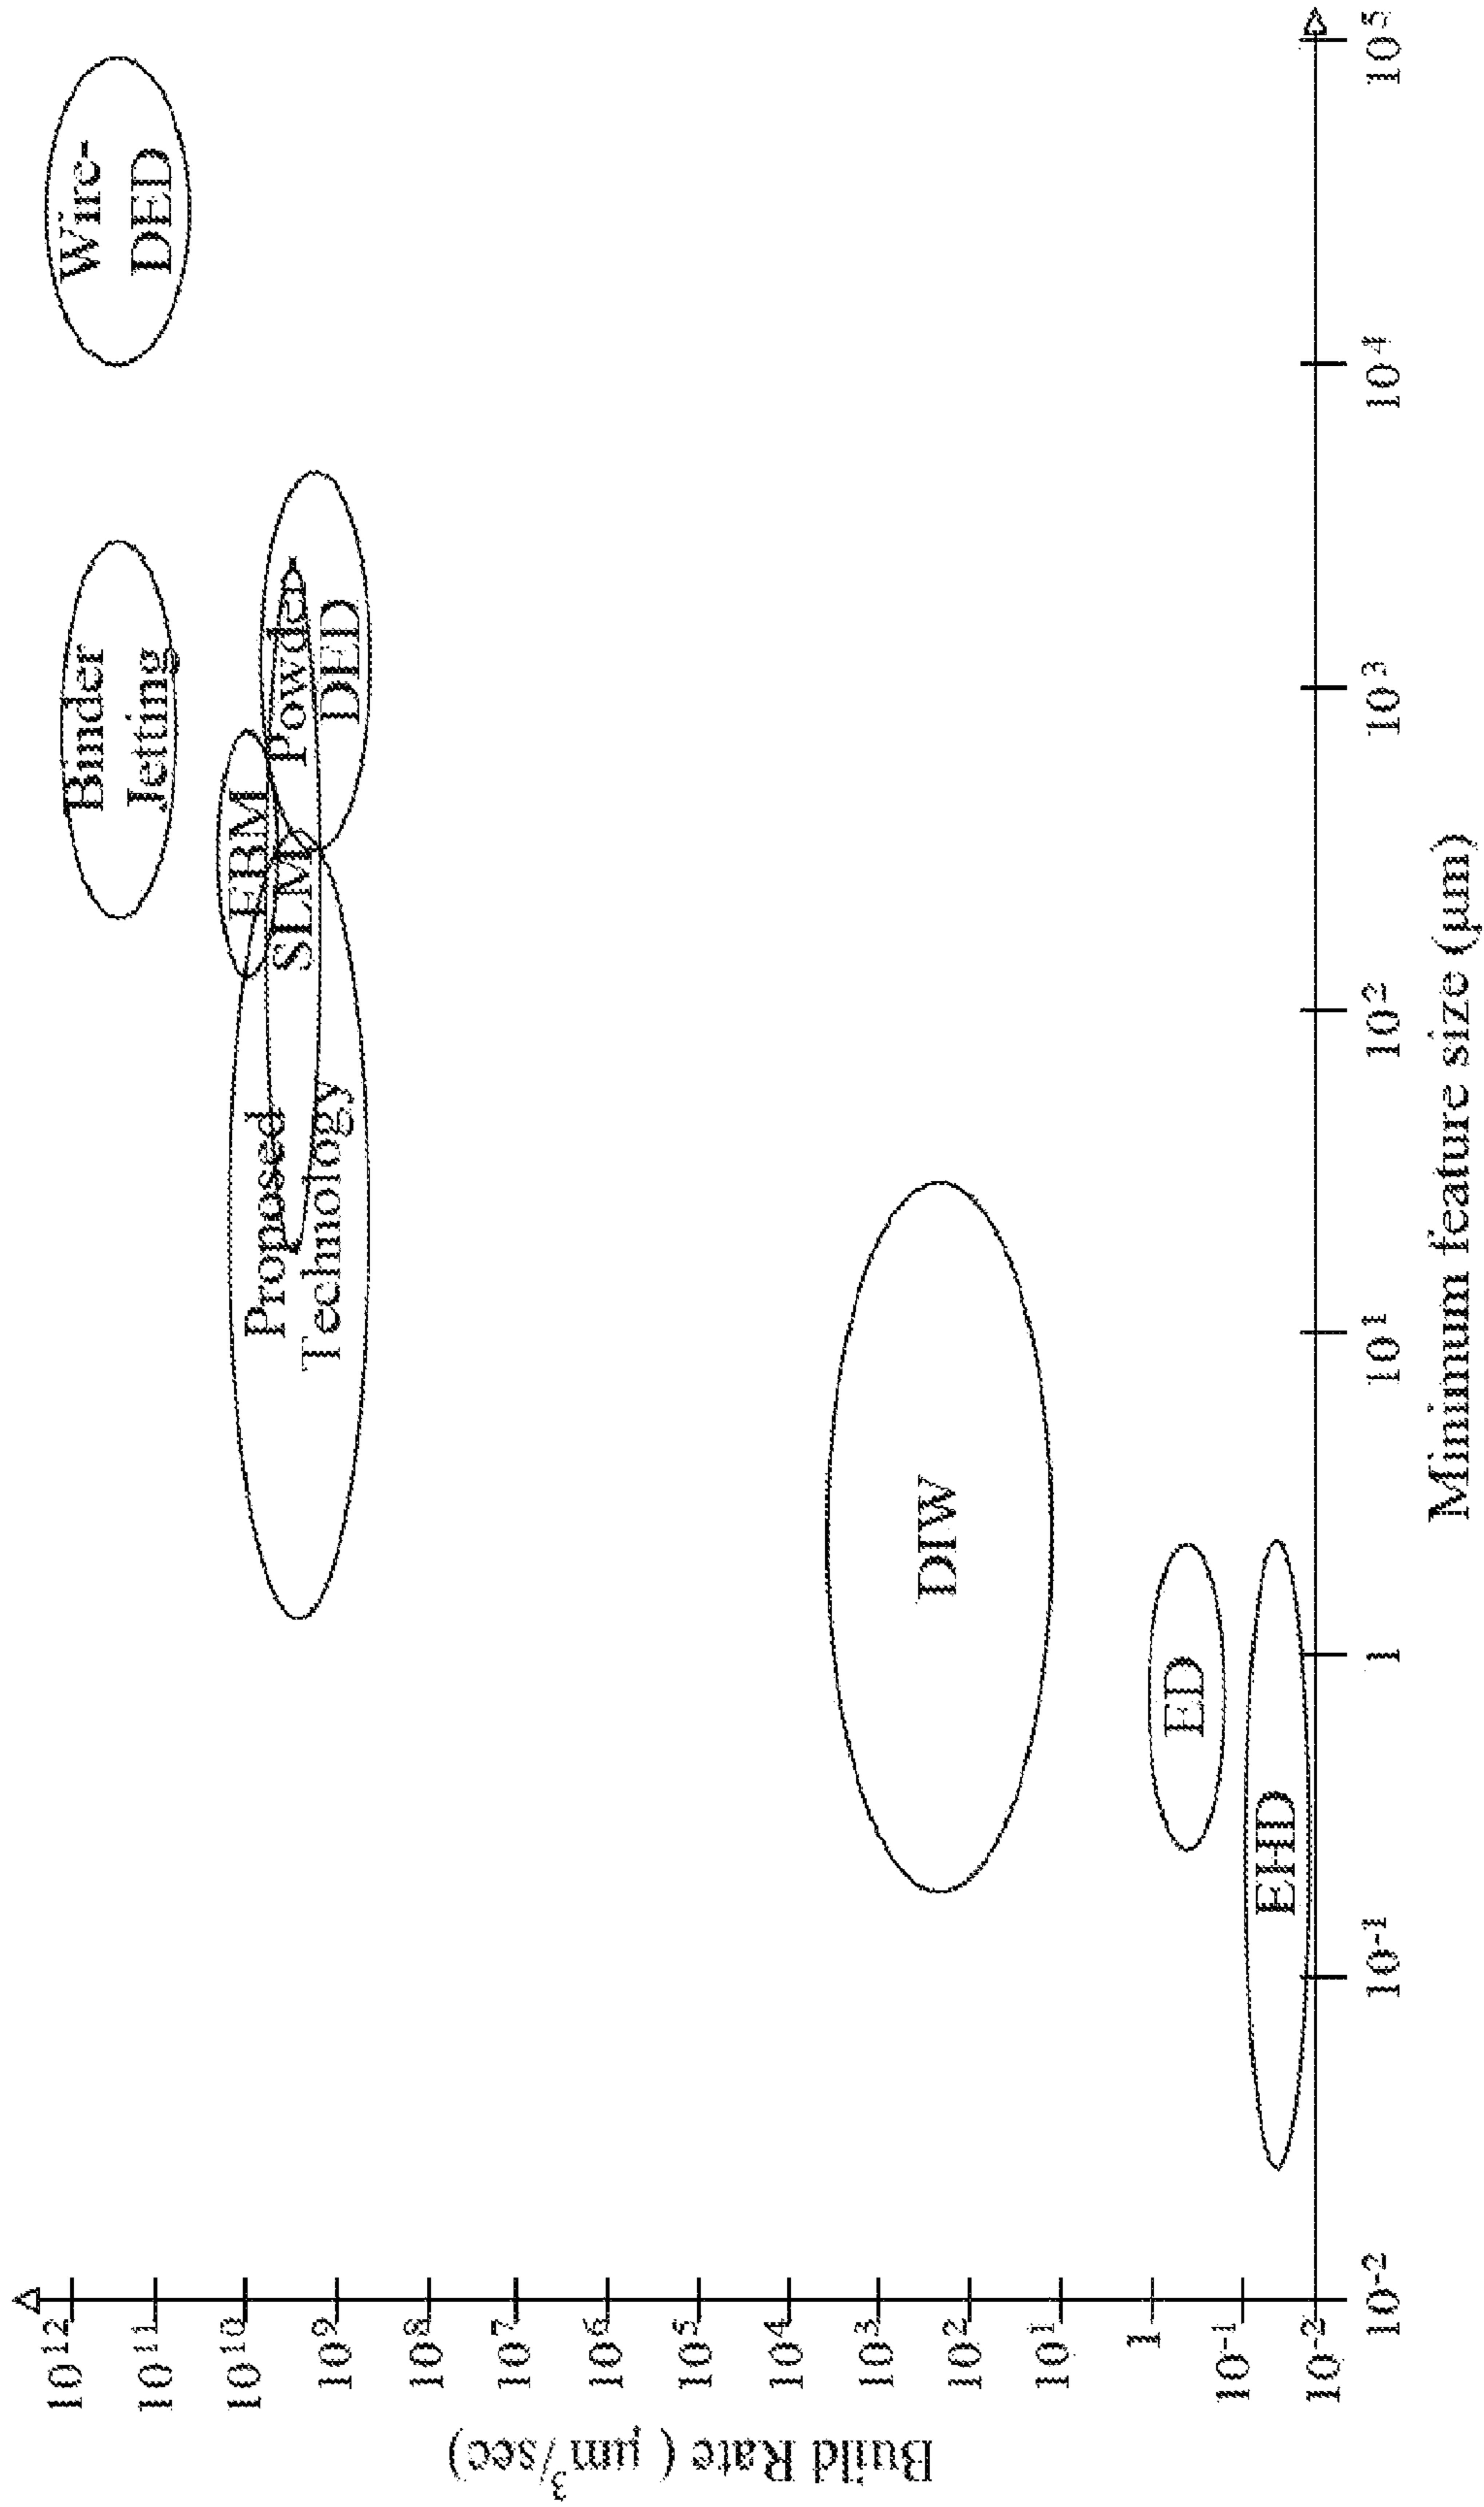 Build Rate ( μm³/sec)
10¹²
10¹¹
10¹⁰
10⁹
10⁸
10⁷
10⁶
10⁵
10⁴
10³
10²
10¹
1
10⁻¹
10⁻²
Binder
Jetting
Wire-
DED
EBM
SLM
Powder
DED
Proposed
Technology
DIW
ED
EHD
10⁻²
10⁻¹
1
10¹
10²
10³
10⁴
10⁵
Minimum feature size (μm)